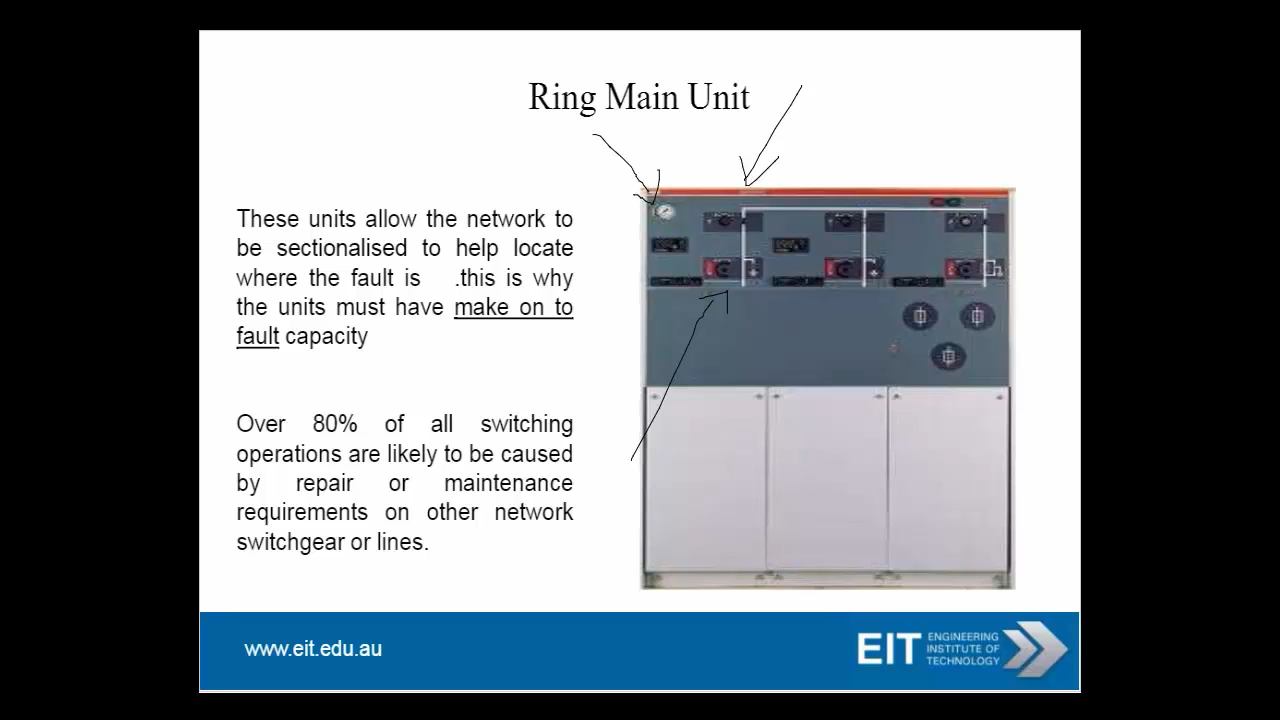 Ring Main Unit
These units allow the network to
be sectionalised to help locate
where the fault is .this is why
the units must have make on to
fault capacity
Over 80% of all switching
operations are likely to be caused
by repair or maintenance
requirements on other network
switchgear or lines.
www.eit.edu.au
EIT
ENGINEERING
INSTITUTE OF
TECHNOLOGY